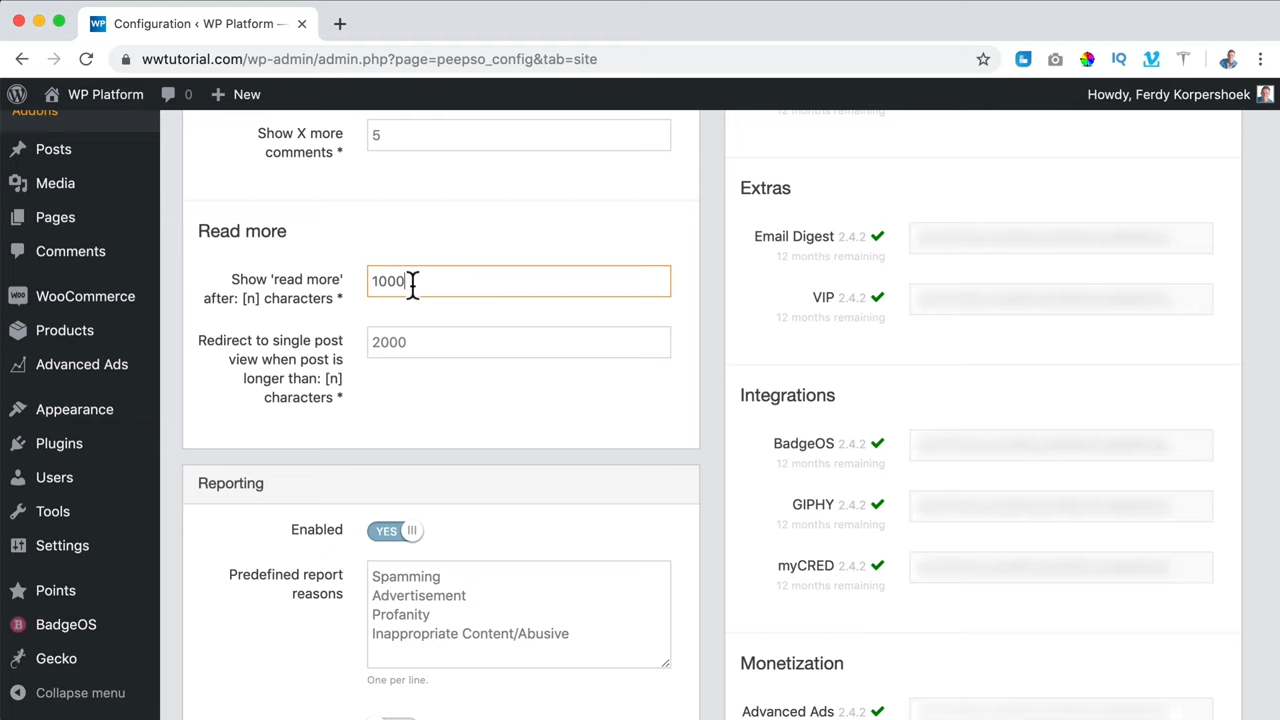 WP Configuration ‹ WP Platform —
wwtutorial.com/wp-admin/admin.php?page=peepso_config&tab=site
WP Platform 0 New Howdy, Ferdy Korpershoek
Addons
Posts
Media
Pages
Comments
WooCommerce
Products
Advanced Ads
Appearance
Plugins
Users
Tools
Settings
Points
BadgeOS
Gecko
Collapse menu
Show X more
comments *
5
Read more
Show 'read more'
after: [n] characters *
1000
Redirect to single post
view when post is
longer than: [n]
characters *
2000
Reporting
Enabled
YES
Predefined report
reasons
Spamming
Advertisement
Profanity
Inappropriate Content/Abusive
One per line.
12 months remaining
Extras
Email Digest 2.4.2
12 months remaining
VIP 2.4.2
12 months remaining
Integrations
BadgeOS 2.4.2
12 months remaining
GIPHY 2.4.2
12 months remaining
myCRED 2.4.2
12 months remaining
Monetization
Advanced Ads 2.4.2